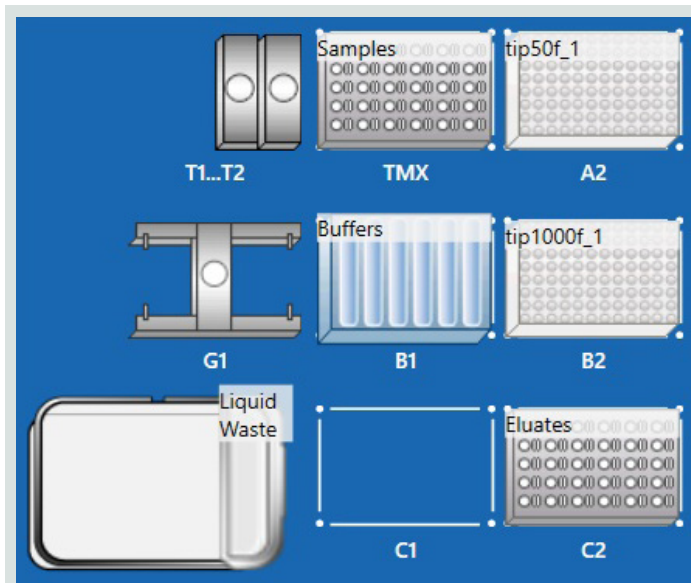 Samples
tip50f_1
T1...T2
TMX
A2
Buffers
tip1000f_1
G1
B1
B2
Liquid
Waste
Eluates
C1
C2